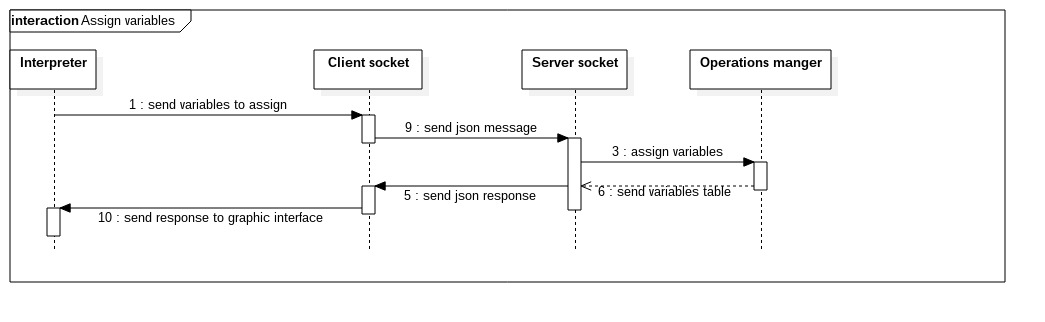 interaction Assign variables
Interpreter
Client socket
Server socket
Operations manger
1 : send variables to assign
9 : send json message
3 : assign variables
6 : send variables table
5 : send json response
10 : send response to graphic interface